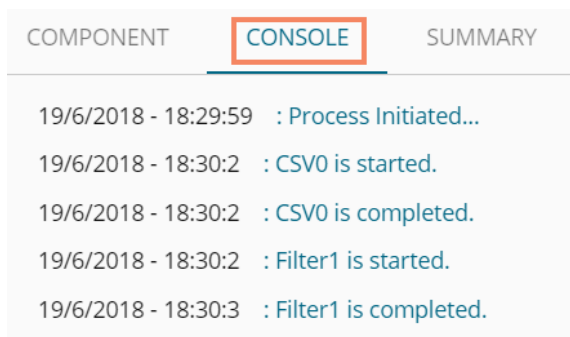 COMPONENT CONSOLE SUMMARY
19/6/2018 - 18:29:59 : Process Initiated...
19/6/2018 - 18:30:2 : CSV0 is started.
19/6/2018 - 18:30:2 : CSV0 is completed.
19/6/2018 - 18:30:2 : Filter1 is started.
19/6/2018 - 18:30:3 : Filter1 is completed.